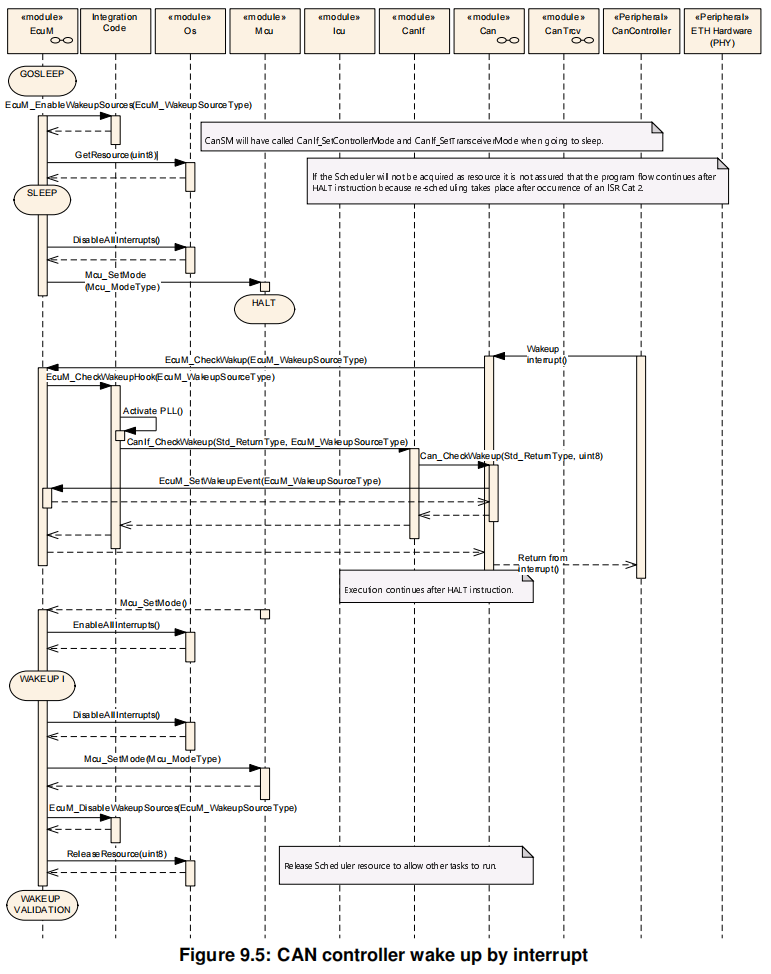 «module»
EcuM
Integration
Code
«module»
Os
«module»
Mcu
«module»
Icu
«module»
CanIf
«module»
Can
«module»
CanTrcv
«Peripheral»
CanController
«Peripheral»
ETH Hardware
(PHY)
GOSLEEP
EcuM_EnableWakeupSources(EcuM_WakeupSourceType)
CanSM will have called CanIf_SetControllerMode and CanIf_SetTransceiverMode when going to sleep.
GetResource(uint8)|
If the Scheduler will not be acquired as resource it is not assured that the program flow continues after
HALT instruction because re-scheduling takes place after occurrence of an ISR Cat 2.
SLEEP
DisableAllInterrupts()
Mcu_SetMode
(Mcu_ModeType)
HALT
Wakeup
interrupt()
EcuM_CheckWakup(EcuM_WakeupSourceType)
EcuM_CheckWakeupHook(EcuM_WakeupSourceType)
Activate PLL()
CanIf_CheckWakeup(Std_ReturnType, EcuM_WakeupSourceType)
Can_CheckWakeup(Std_ReturnType, uint8)
EcuM_SetWakeupEvent(EcuM_WakeupSourceType)
Return from
interrupt()
Execution continues after HALT instruction.
Mcu_SetMode()
EnableAllInterrupts()
WAKEUP I
DisableAllInterrupts()
Mcu_SetMode(Mcu_ModeType)
EcuM_DisableWakeupSources(EcuM_WakeupSourceType)
ReleaseResource(uint8)
Release Scheduler resource to allow other tasks to run.
WAKEUP
VALIDATION
Figure 9.5: CAN controller wake up by interrupt